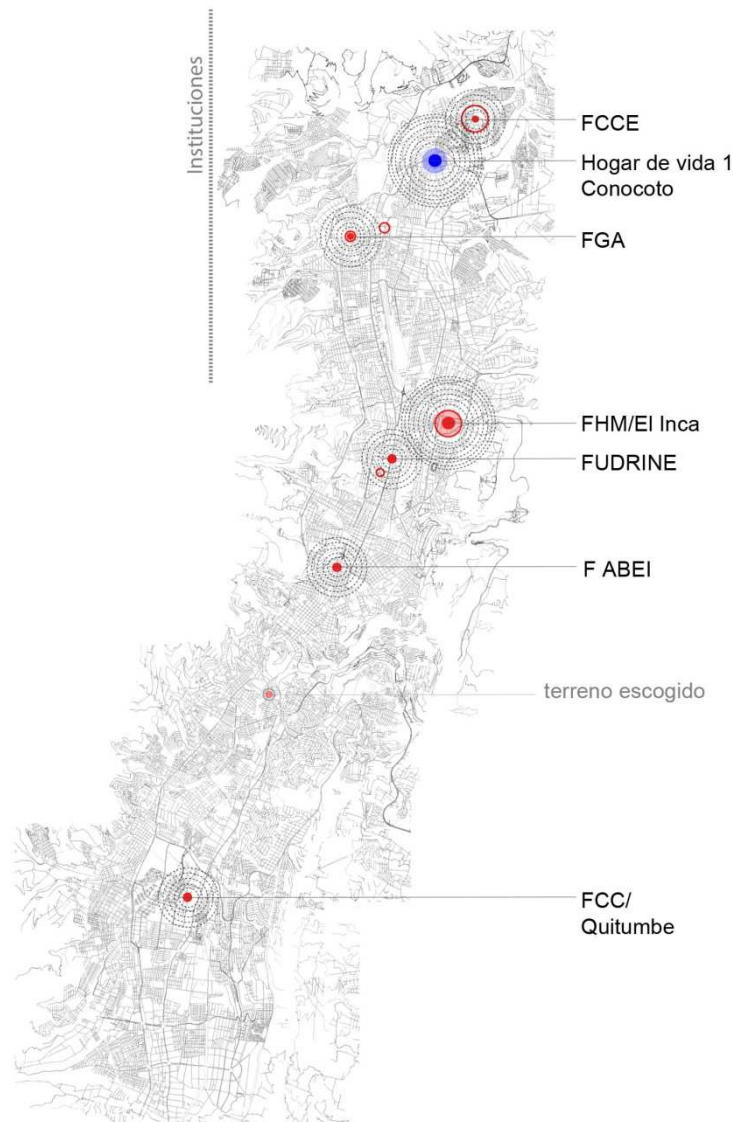 Instituciones
FCCE
Hogar de vida 1
Conocoto
FGA
FHM/El Inca
FUDRINE
F ABEI
terreno escogido
FCC/
Quitumbe